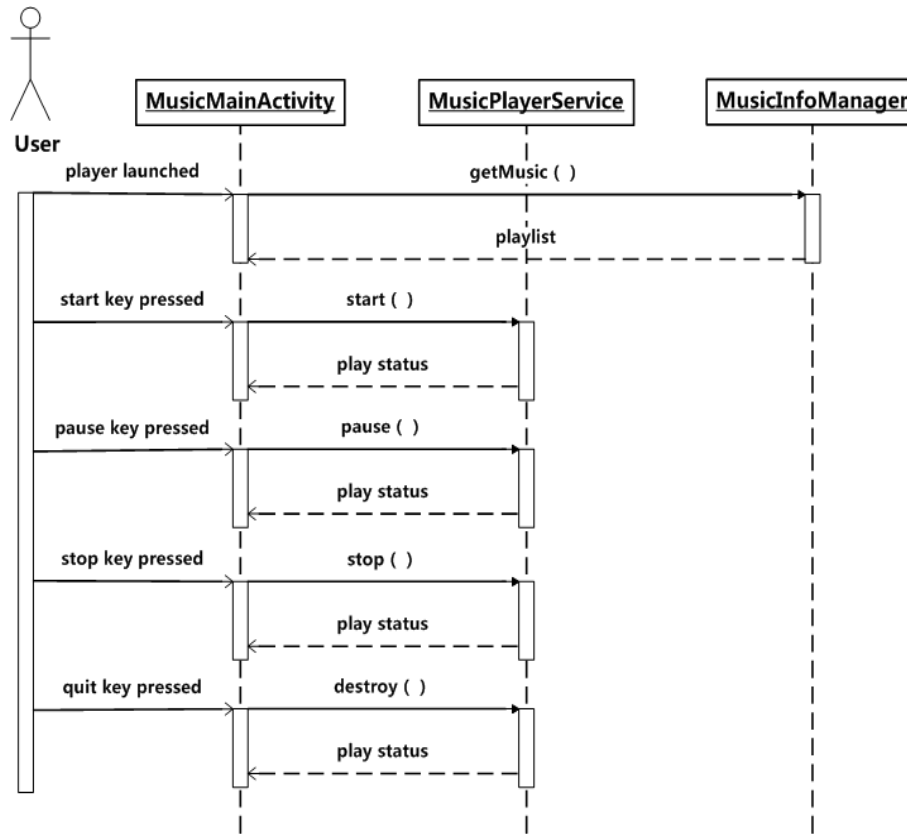 MusicMainActivity
MusicPlayerService
MusicInfoManager
User
player launched
getMusic ( )
playlist
start key pressed
start ( )
play status
pause key pressed
pause ( )
play status
stop key pressed
stop ( )
play status
quit key pressed
destroy ( )
play status